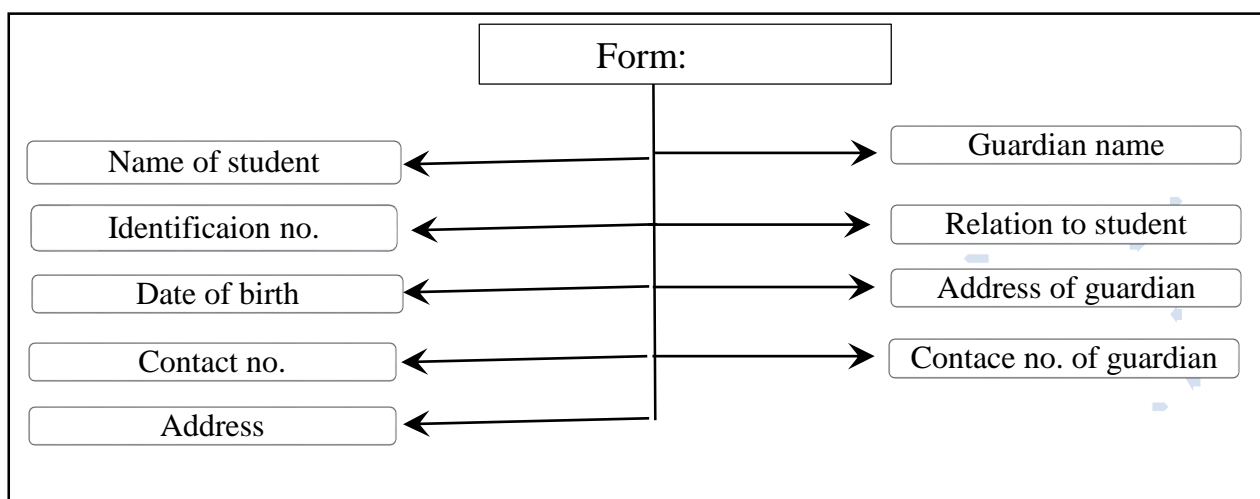 Form:
Name of student
Identificaion no.
Date of birth
Contact no.
Address
Guardian name
Relation to student
Address of guardian
Contace no. of guardian